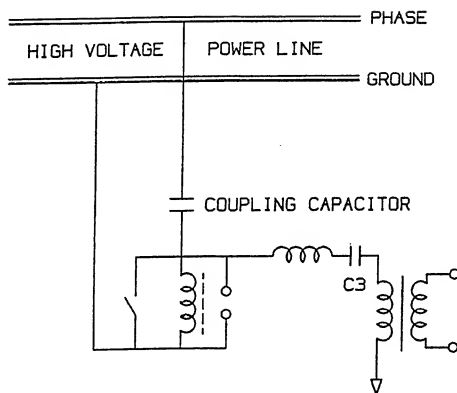 PHASE
HIGH VOLTAGE POWER LINE
GROUND
COUPLING CAPACITOR
C3